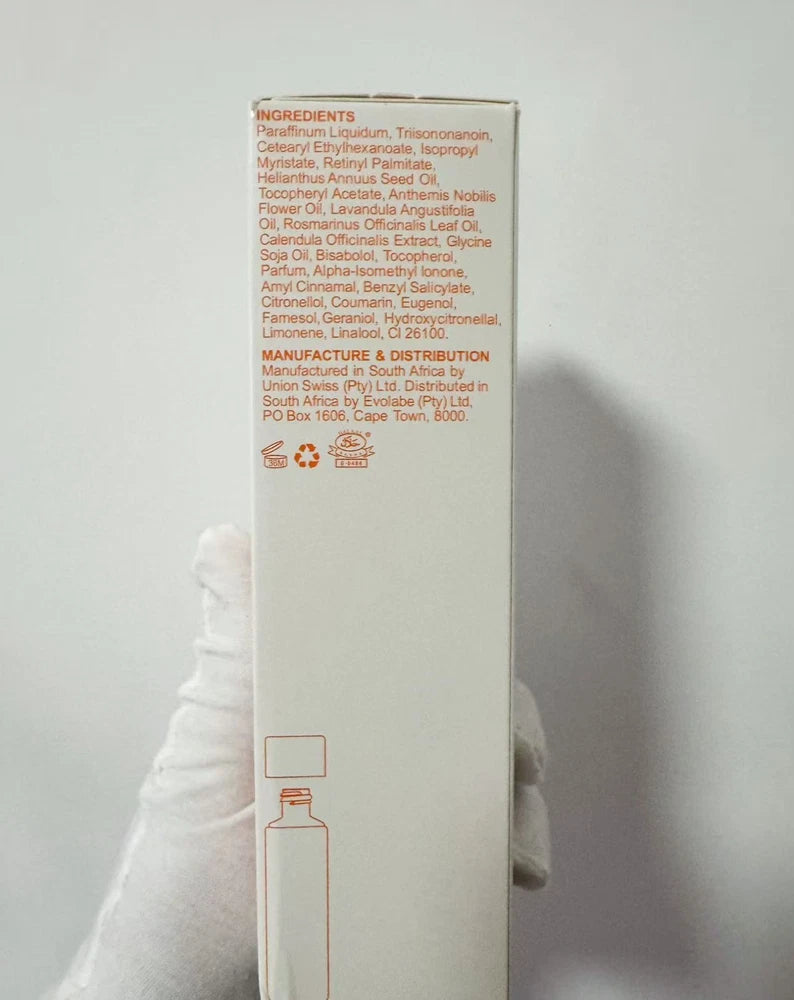 INGREDIENTS
Paraffinum Liquidum, Triisononanoin,
Cetearyl Ethylhexanoate, Isopropyl
Myristate, Retinyl Palmitate,
Helianthus Annuus Seed Oil,
Tocopheryl Acetate, Anthemis Nobilis
Flower Oil, Lavandula Angustifolia
Oil, Rosmarinus Officinalis Leaf Oil,
Calendula Officinalis Extract, Glycine
Soja Oil, Bisabolol, Tocopherol,
Parfum, Alpha-Isomethyl Ionone,
Amyl Cinnamal, Benzyl Salicylate,
Citronellol, Coumarin, Eugenol,
Farnesol, Geraniol, Hydroxycitronellal,
Limonene, Linalool, CI 26100.
MANUFACTURE & DISTRIBUTION
Manufactured in South Africa by
Union Swiss (Pty) Ltd. Distributed in
South Africa by Evolabe (Pty) Ltd,
PO Box 1606, Cape Town, 8000.
36M